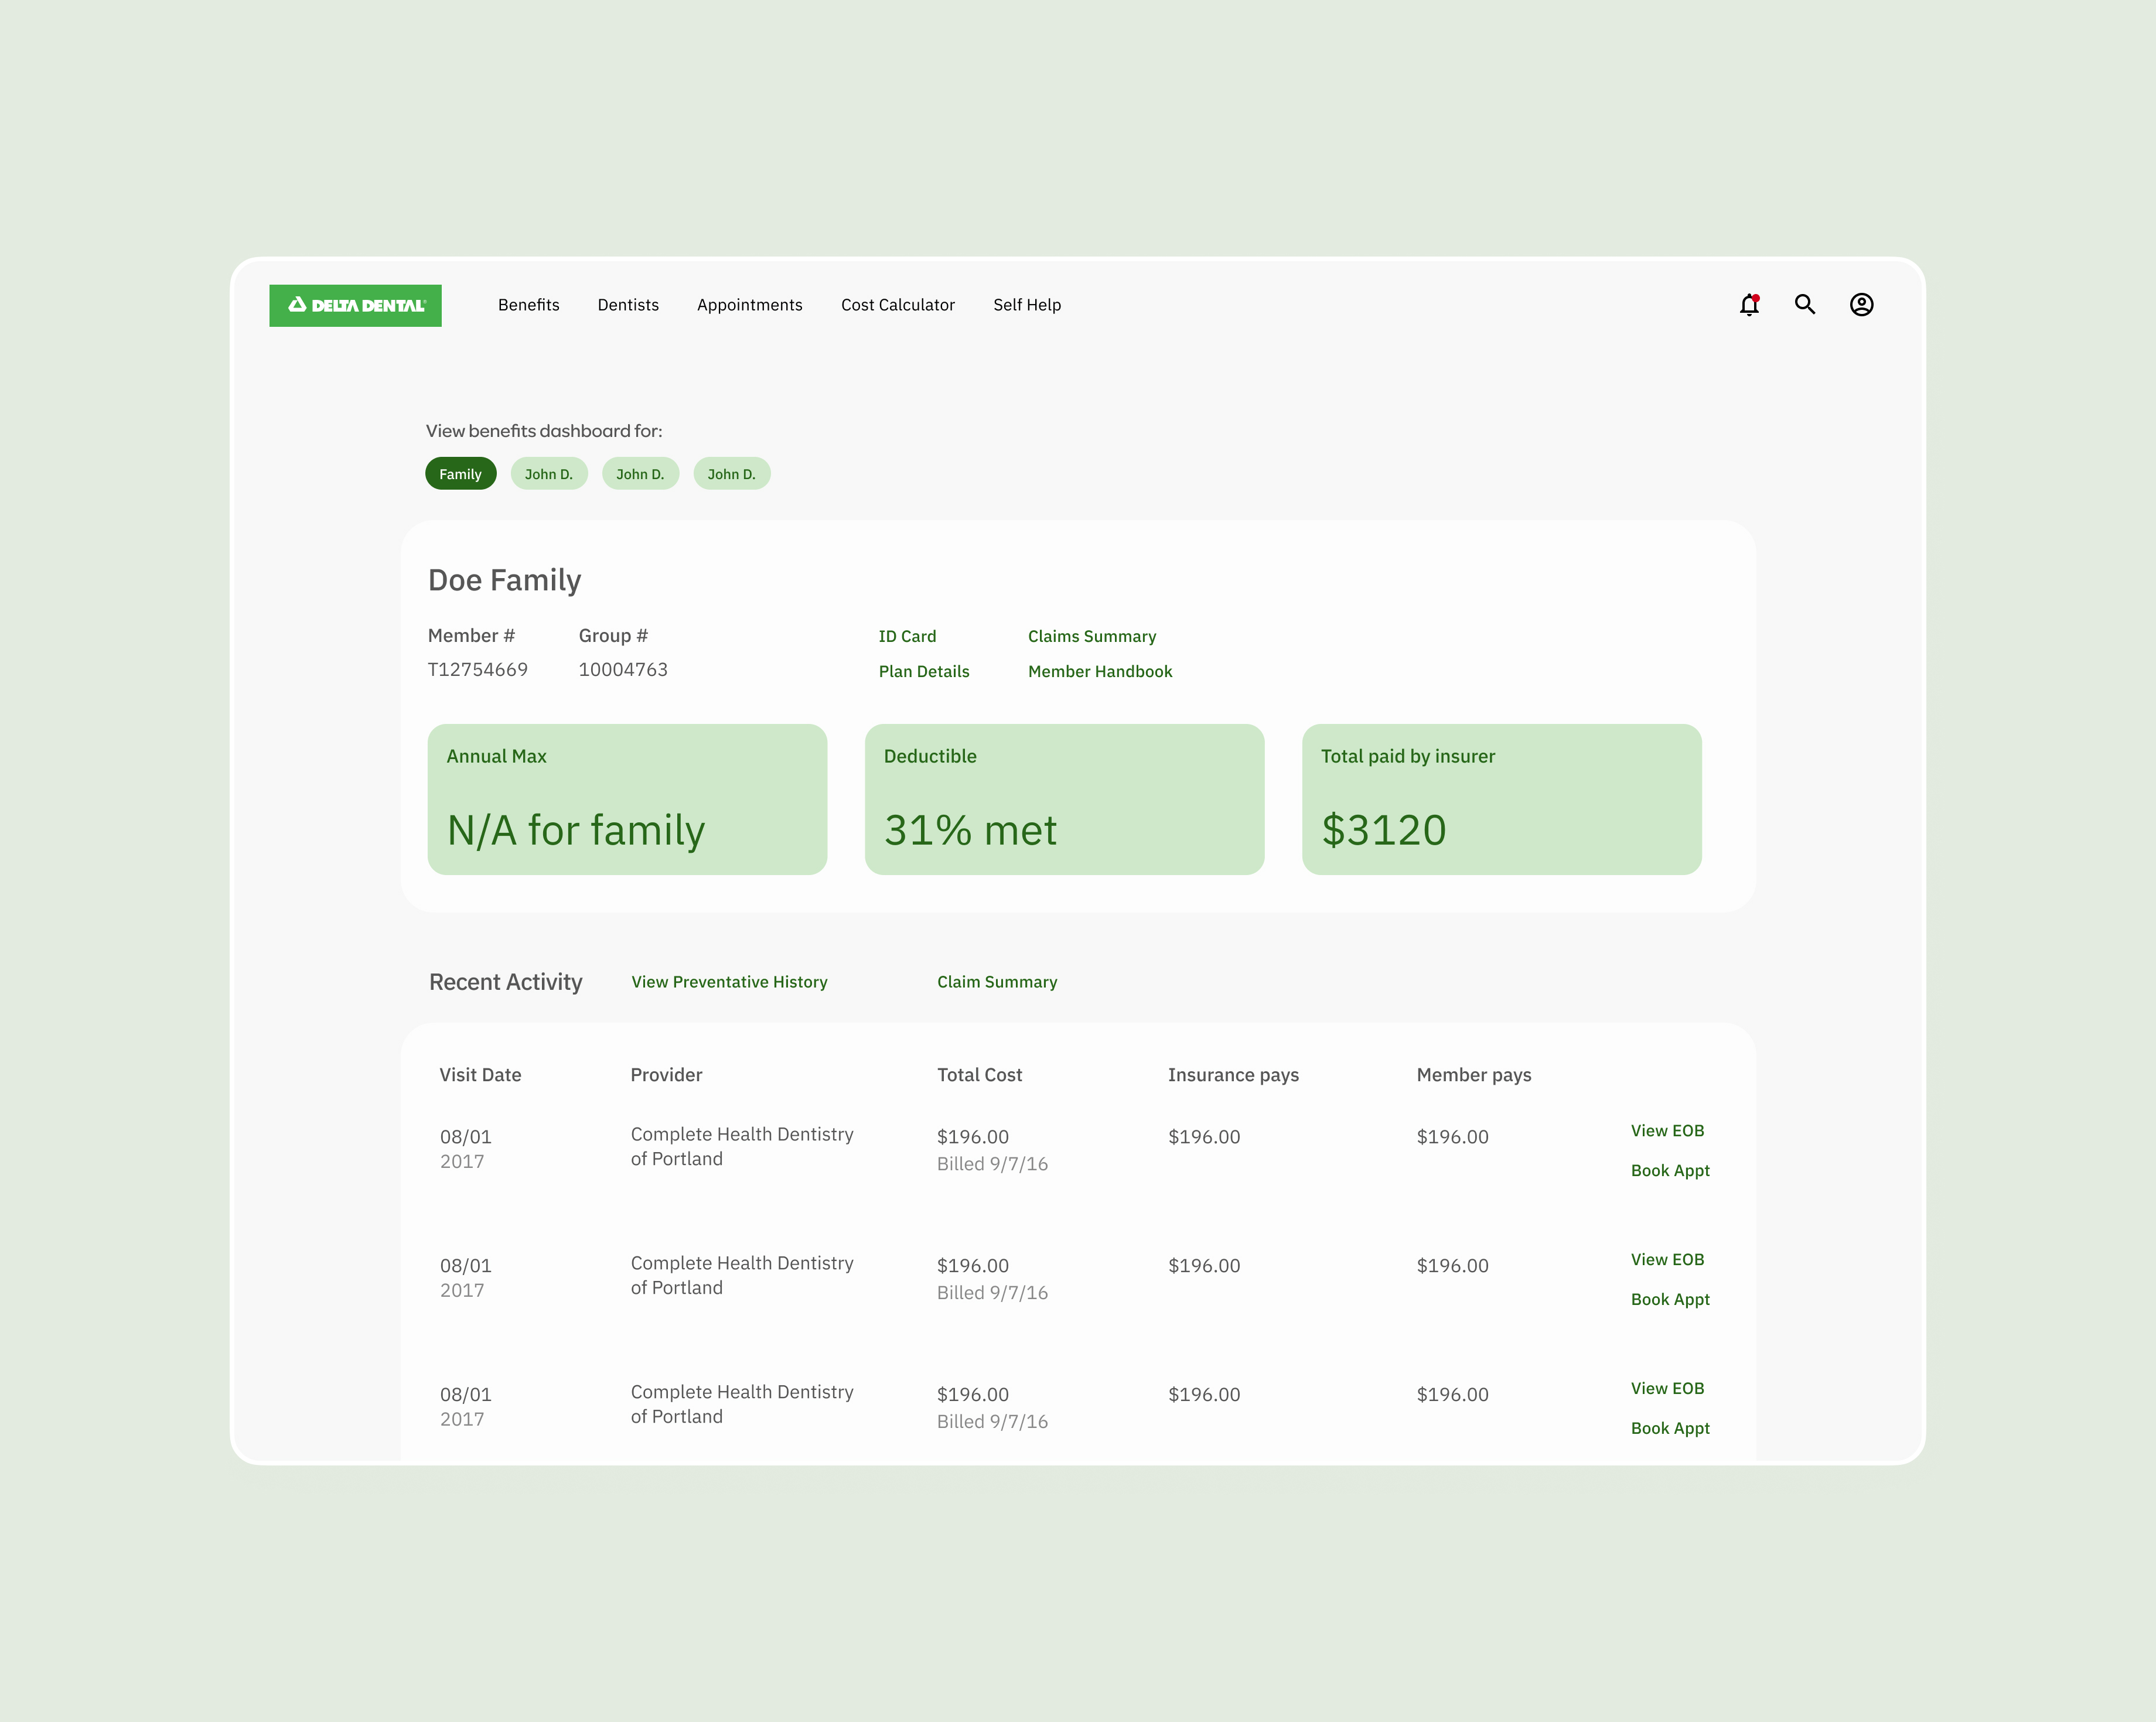 DELTA DENTAL
Benefits Dentists Appointments Cost Calculator Self Help
View benefits dashboard for:
Family John D. John D. John D.
Doe Family
Member # Group # ID Card Claims Summary
T12754669 10004763 Plan Details Member Handbook
Annual Max Deductible Total paid by insurer
N/A for family 31% met $3120
Recent Activity View Preventative History Claim Summary
Visit Date Provider Total Cost Insurance pays Member pays
08/01 Complete Health Dentistry $196.00 $196.00 $196.00 View EOB
2017 of Portland Billed 9/7/16 Book Appt
08/01 Complete Health Dentistry $196.00 $196.00 $196.00 View EOB
2017 of Portland Billed 9/7/16 Book Appt
08/01 Complete Health Dentistry $196.00 $196.00 $196.00 View EOB
2017 of Portland Billed 9/7/16 Book Appt